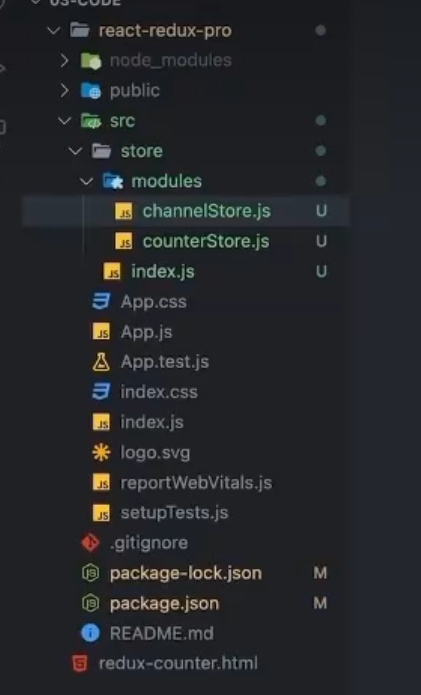 03-CODE
react-redux-pro
node_modules
public
src
store
modules
channelStore.js U
counterStore.js U
index.js U
App.css
App.js
App.test.js
index.css
index.js
logo.svg
reportWebVitals.js
setupTests.js
.gitignore
package-lock.json M
package.json M
README.md
redux-counter.html